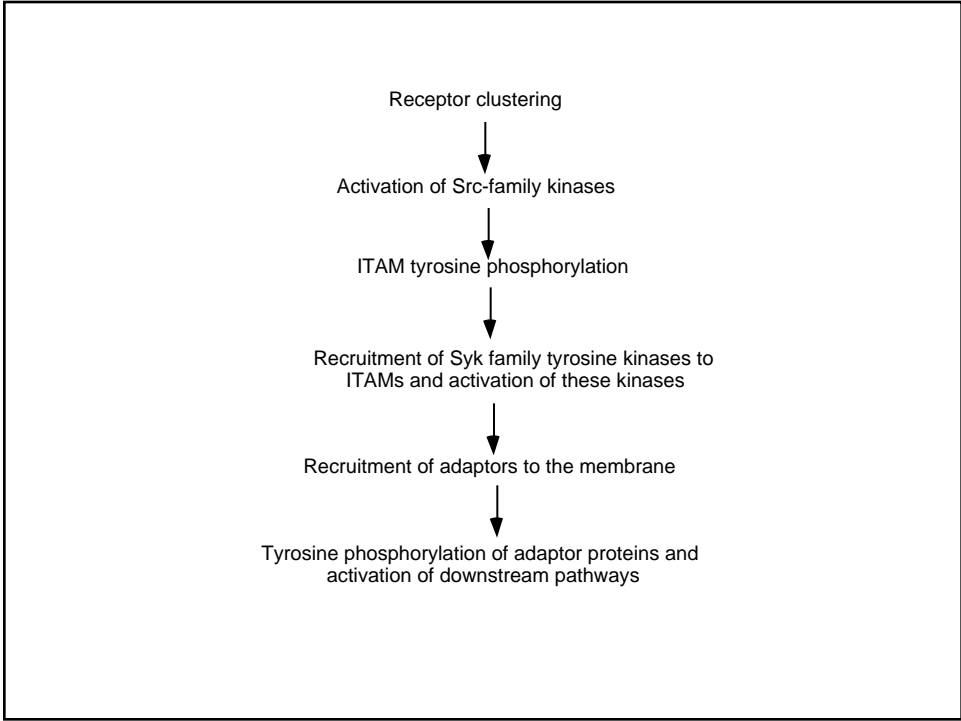 Receptor clustering
Activation of Src-family kinases
ITAM tyrosine phosphorylation
Recruitment of Syk family tyrosine kinases to
ITAMs and activation of these kinases
Recruitment of adaptors to the membrane
Tyrosine phosphorylation of adaptor proteins and
activation of downstream pathways